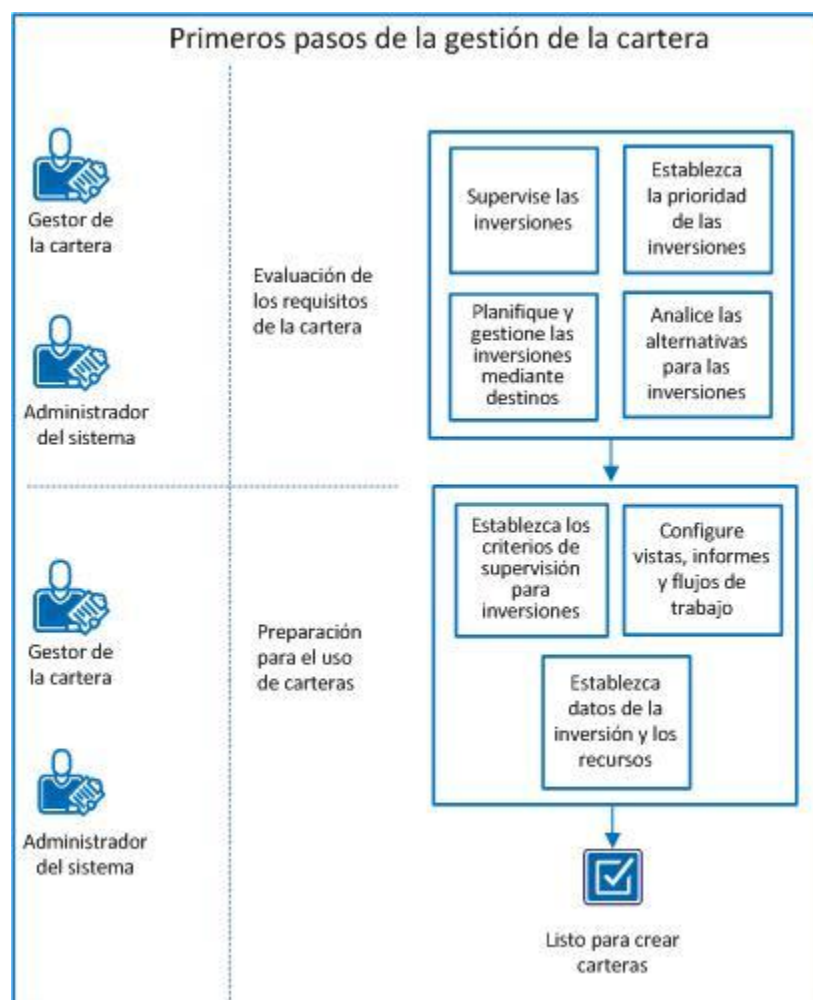 Primeros pasos de la gestión de la cartera
Gestor de
la cartera
Administrador
del sistema
Evaluación de
los requisitos
de la cartera
Supervise las
inversiones
Establezca
la prioridad
de las
inversiones
Planifique y
gestione las
inversiones
mediante
destinos
Analice las
alternativas
para las
inversiones
Gestor de
la cartera
Administrador
del sistema
Preparación
para el uso
de carteras
Establezca los
criterios de
supervisión
para
inversiones
Configure
vistas, informes
y flujos de
trabajo
Establezca
datos de la
inversión y los
recursos
Listo para crear
carteras